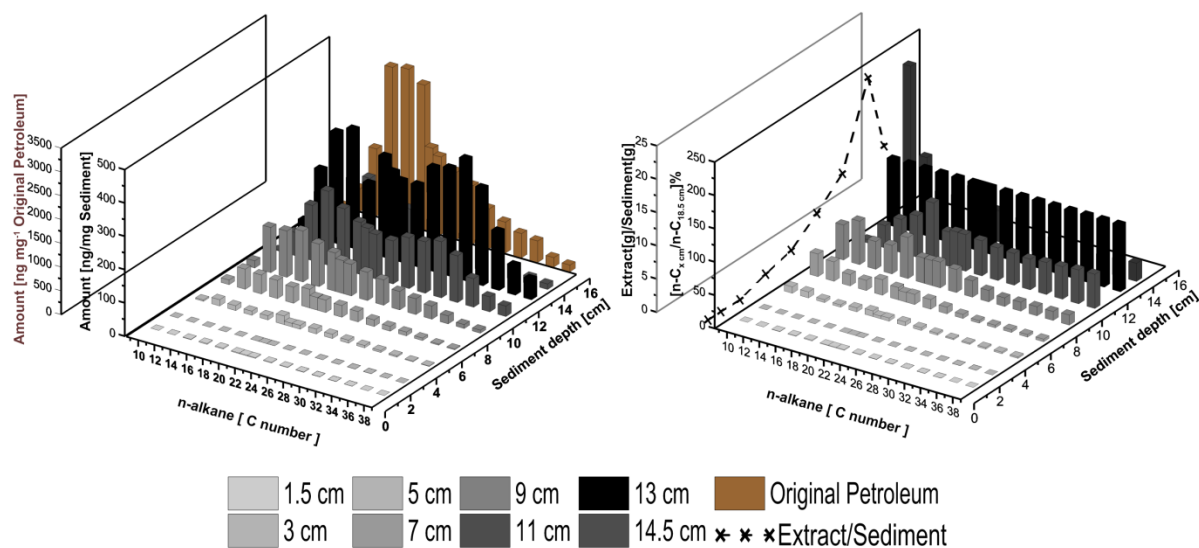 Amount [ng mg-1 Original Petroleum]
3500
3000
2500
2000
1500
1000
500
0
Amount [ng/mg Sediment]
500
400
300
200
100
0
10 12 14 16 18 20 22 24 26 28 30 32 34 36 38
n-alkane [ C number ]
0 2 4 6 8 10 12 14 16
Sediment depth [cm]
Extract[g]/Sediment[g]
25
20
15
10
5
0
[n-Cx cm/n-C18.5 cm]%
250
200
150
100
50
0
10 12 14 16 18 20 22 24 26 28 30 32 34 36 38
n-alkane [ C number ]
0 2 4 6 8 10 12 14 16
Sediment depth [cm]
1.5 cm 5 cm 9 cm 13 cm Original Petroleum
3 cm 7 cm 11 cm 14.5 cm Extract/Sediment